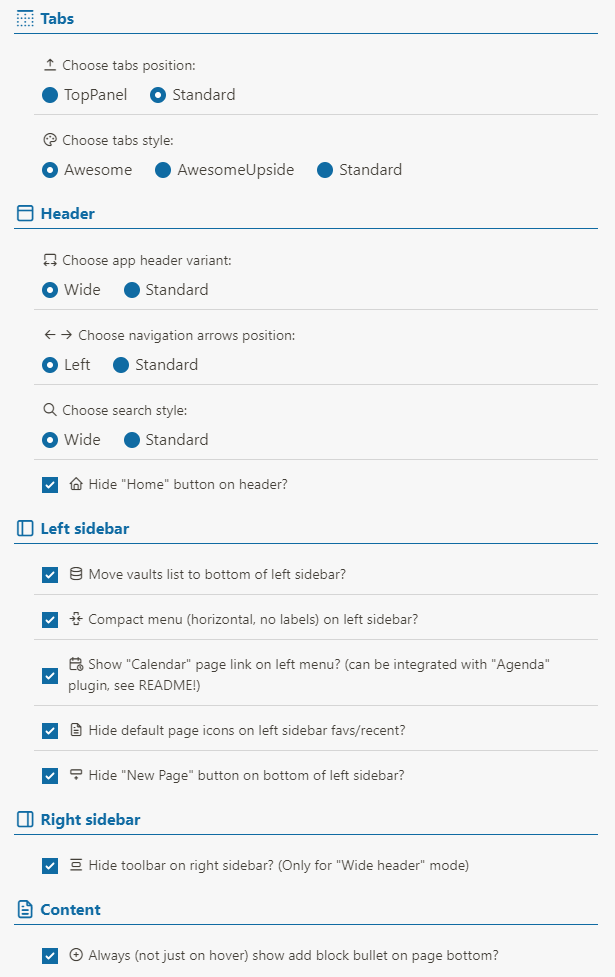 Tabs
Choose tabs position:
TopPanel Standard
Choose tabs style:
Awesome AwesomeUpside Standard
Header
Choose app header variant:
Wide Standard
Choose navigation arrows position:
Left Standard
Choose search style:
Wide Standard
Hide "Home" button on header?
Left sidebar
Move vaults list to bottom of left sidebar?
Compact menu (horizontal, no labels) on left sidebar?
Show "Calendar" page link on left menu? (can be integrated with "Agenda"
plugin, see README!)
Hide default page icons on left sidebar favs/recent?
Hide "New Page" button on bottom of left sidebar?
Right sidebar
Hide toolbar on right sidebar? (Only for "Wide header" mode)
Content
Always (not just on hover) show add block bullet on page bottom?